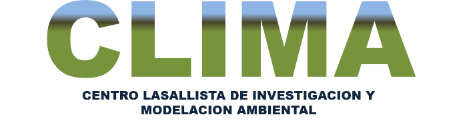 CLIMA
CENTRO LASALLISTA DE INVESTIGACION Y
MODELACION AMBIENTAL